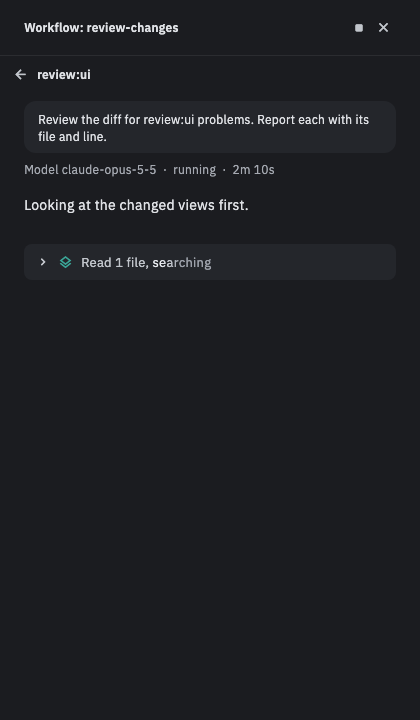 Workflow: review-changes
review:ui
Review the diff for review:ui problems. Report each with its
file and line.
Model claude-opus-5-5 · running · 2m 10s
Looking at the changed views first.
Read 1 file, searching